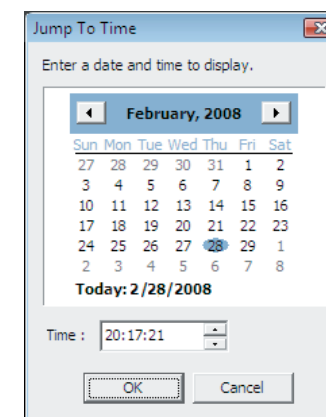 Jump To Time
Enter a date and time to display.
February, 2008
Sun Mon Tue Wed Thu Fri Sat
27 28 29 30 31 1 2
3 4 5 6 7 8 9
10 11 12 13 14 15 16
17 18 19 20 21 22 23
24 25 26 27 28 29 1
2 3 4 5 6 7 8
Today: 2/28/2008
Time : 20:17:21
OK Cancel